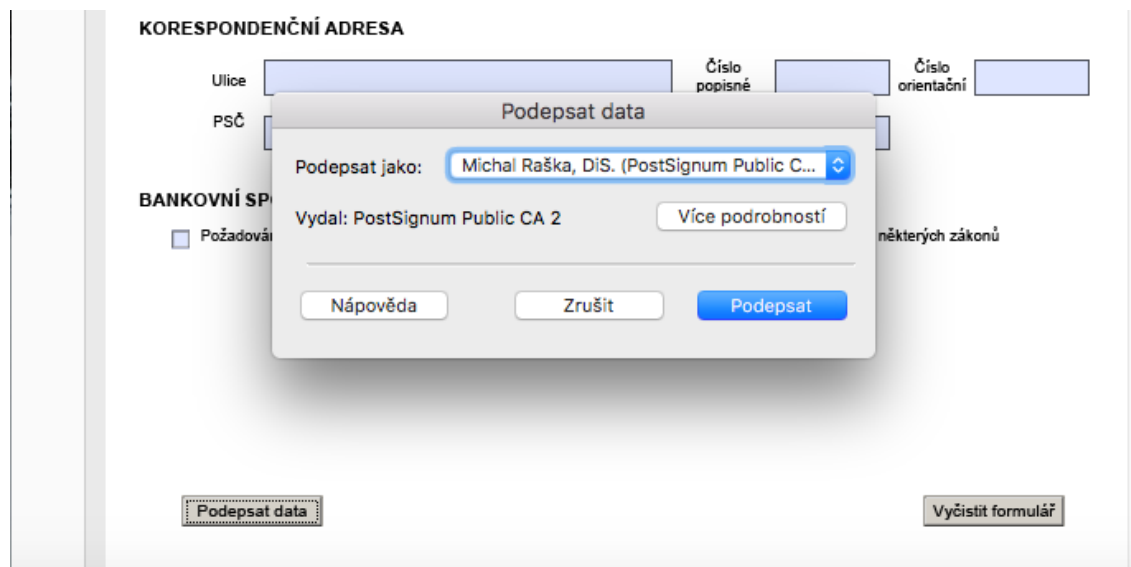 KORESPONDENČNÍ ADRESA
Ulice
Číslo
popisné
Číslo
orientační
Podepsat data
PSČ
Podepsat jako: Michal Raška, DiS. (PostSignum Public C...
BANKOVNÍ SP
Vydal: PostSignum Public CA 2 Více podrobností
Požadová některých zákonů
Nápověda Zrušit Podepsat
Podepsat data Vyčistit formulář